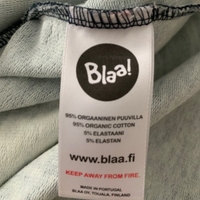 Blaa!
95% ORGAANINEN PUUVILLA
95% ORGANIC COTTON
5% ELASTAANI
5% ELASTAN
www.blaa.fi
KEEP AWAY FROM FIRE.
MADE IN PORTUGAL
BLAA OY. TUUSULA, FINLAND